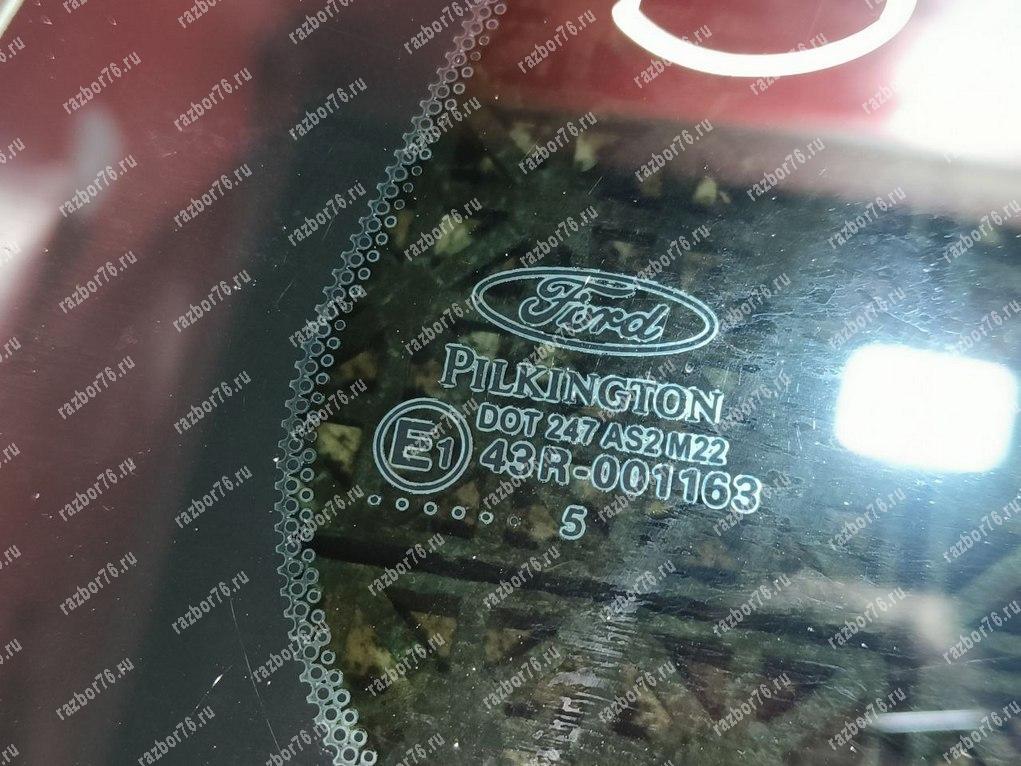 Ford
PILKINGTON
DOT 247 AS2 M22
E1
43R-001163
..... 5
razbor76.ru